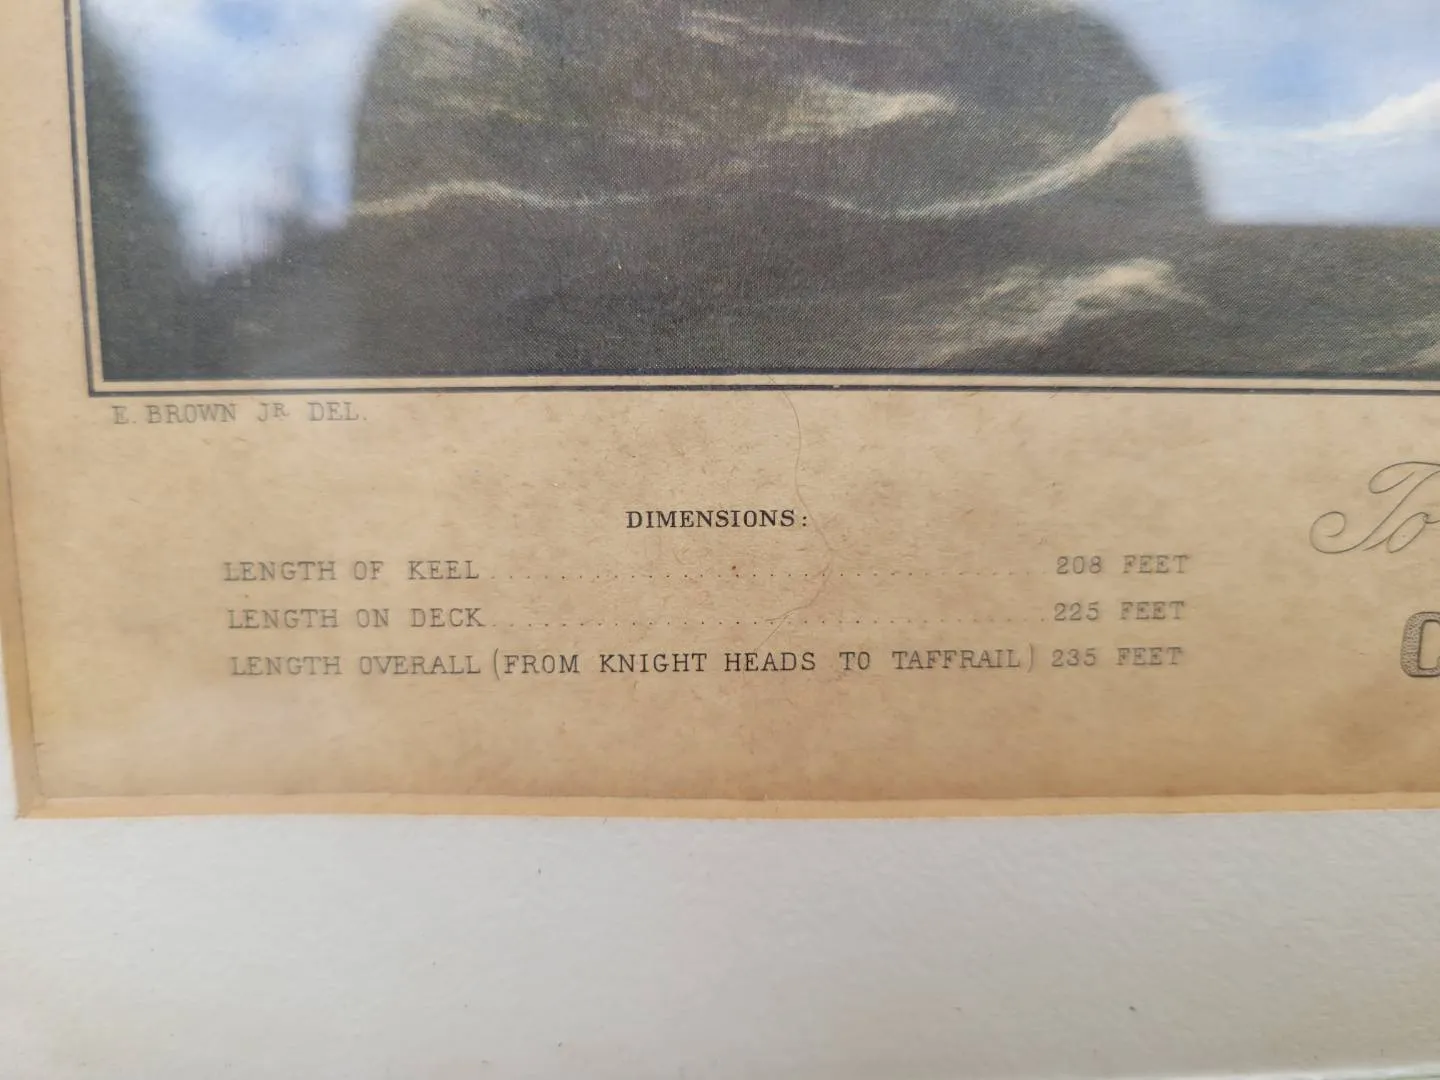 E. BROWN JR DEL.
DIMENSIONS:
LENGTH OF KEEL............................................208 FEET
LENGTH ON DECK............................................225 FEET
LENGTH OVERALL (FROM KNIGHT HEADS TO TAFFRAIL) 235 FEET
To